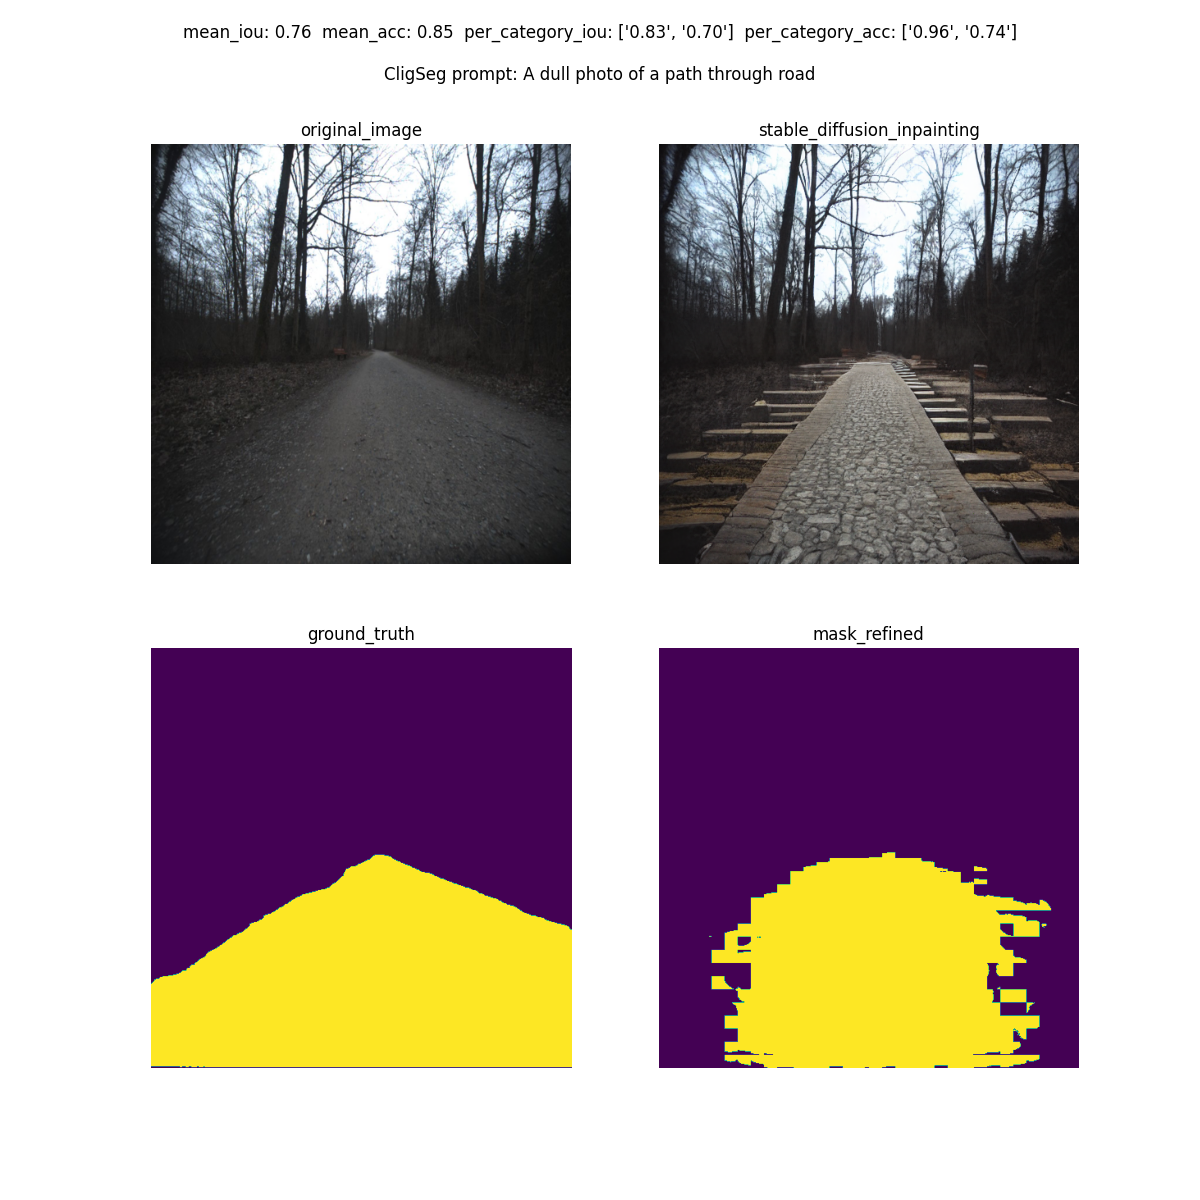 mean_iou: 0.76  mean_acc: 0.85  per_category_iou: ['0.83', '0.70']  per_category_acc: ['0.96', '0.74']
CligSeg prompt: A dull photo of a path through road
original_image
stable_diffusion_inpainting
ground_truth
mask_refined